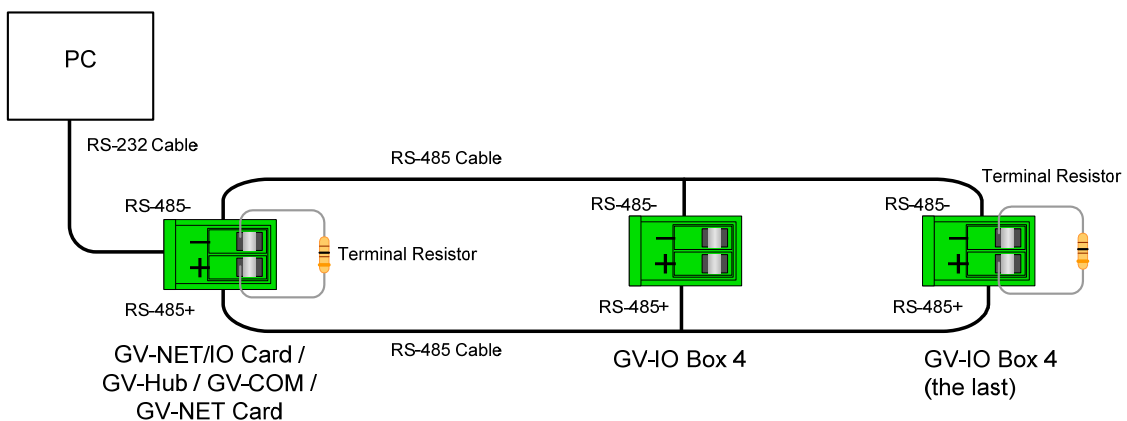 PC
RS-232 Cable
RS-485 Cable
Terminal Resistor
RS-485-
RS-485-
RS-485-
−
−
−
Terminal Resistor
+
+
+
RS-485+
RS-485+
RS-485+
RS-485 Cable
GV-NET/IO Card /
GV-Hub / GV-COM /
GV-NET Card
GV-IO Box 4
GV-IO Box 4
(the last)